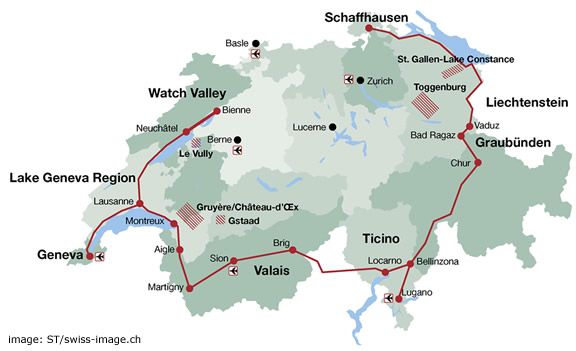 Schaffhausen
Basle
St. Gallen-Lake Constance
Zurich
Toggenburg
Watch Valley
Bienne
Liechtenstein
Neuchâtel
Lucerne
Vaduz
Berne
Bad Ragaz
Graubünden
Le Vully
Chur
Lake Geneva Region
Lausanne
Gruyère/Château-d'Œx
Gstaad
Montreux
Ticino
Geneva
Aigle
Sion
Brig
Valais
Locarno
Bellinzona
Martigny
Lugano
image: ST/swiss-image.ch